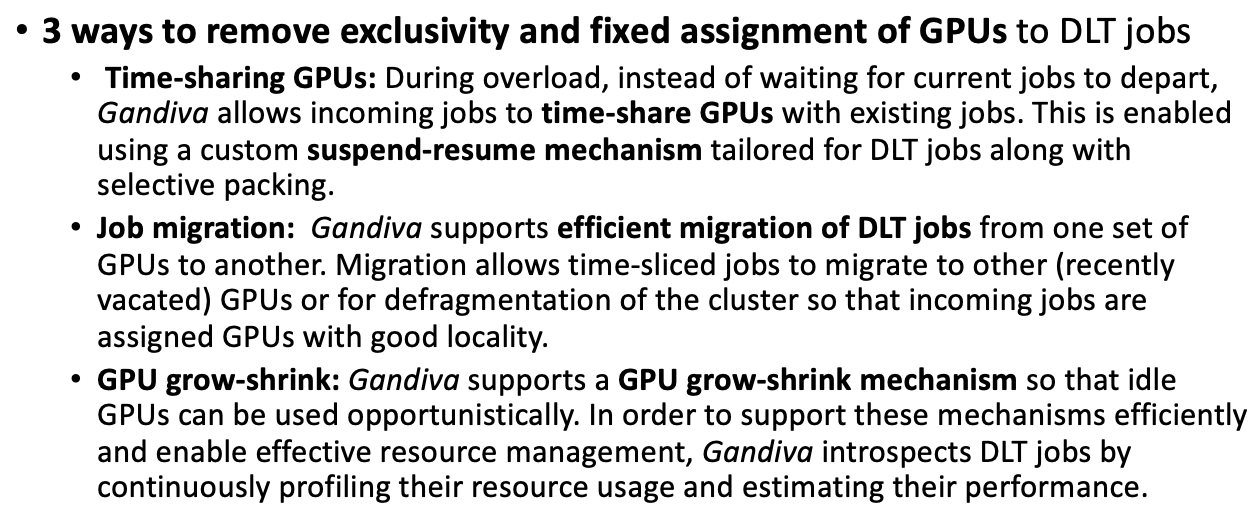 • 3 ways to remove exclusivity and fixed assignment of GPUs to DLT jobs
• Time-sharing GPUs: During overload, instead of waiting for current jobs to depart,
Gandiva allows incoming jobs to time-share GPUs with existing jobs. This is enabled
using a custom suspend-resume mechanism tailored for DLT jobs along with
selective packing.
• Job migration: Gandiva supports efficient migration of DLT jobs from one set of
GPUs to another. Migration allows time-sliced jobs to migrate to other (recently
vacated) GPUs or for defragmentation of the cluster so that incoming jobs are
assigned GPUs with good locality.
• GPU grow-shrink: Gandiva supports a GPU grow-shrink mechanism so that idle
GPUs can be used opportunistically. In order to support these mechanisms efficiently
and enable effective resource management, Gandiva introspects DLT jobs by
continuously profiling their resource usage and estimating their performance.